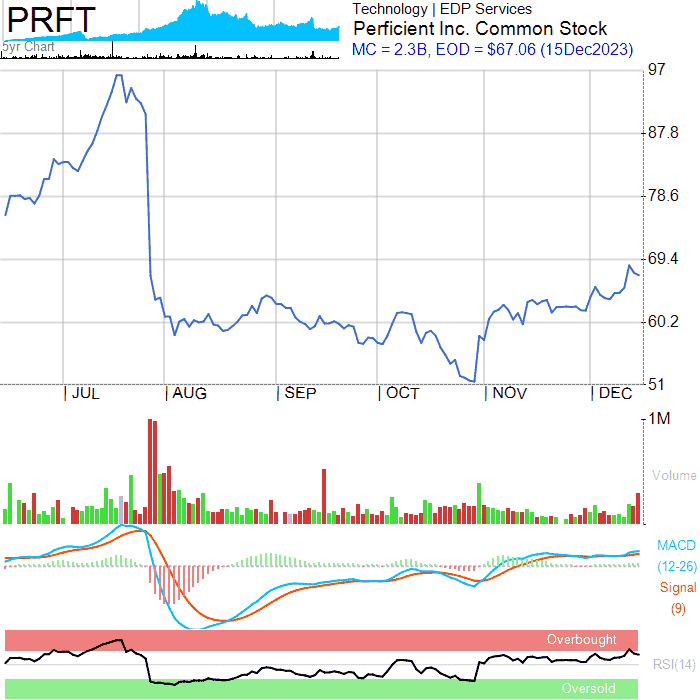 PRFT
5yr Chart
Technology | EDP Services
Perficient Inc. Common Stock
MC = 2.3B, EOD = $67.06 (15Dec2023)
97
87.8
78.6
69.4
60.2
51
| JUL | AUG | SEP | OCT | NOV | DEC
1M
Volume
MACD
(12-26)
Signal
(9)
Overbought
RSI(14)
Oversold